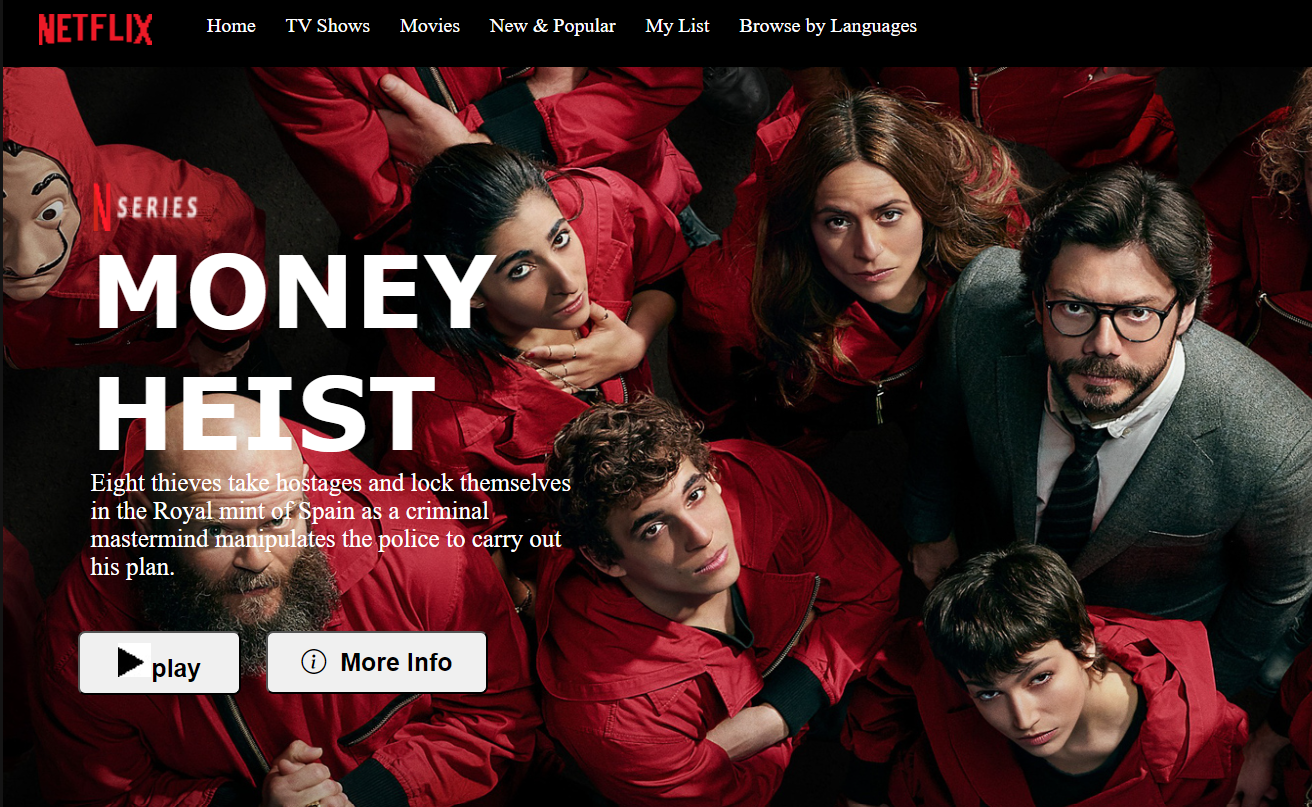 NETFLIX Home TV Shows Movies New & Popular My List Browse by Languages
N SERIES
MONEY
HEIST
Eight thieves take hostages and lock themselves
in the Royal mint of Spain as a criminal
mastermind manipulates the police to carry out
his plan.
play More Info